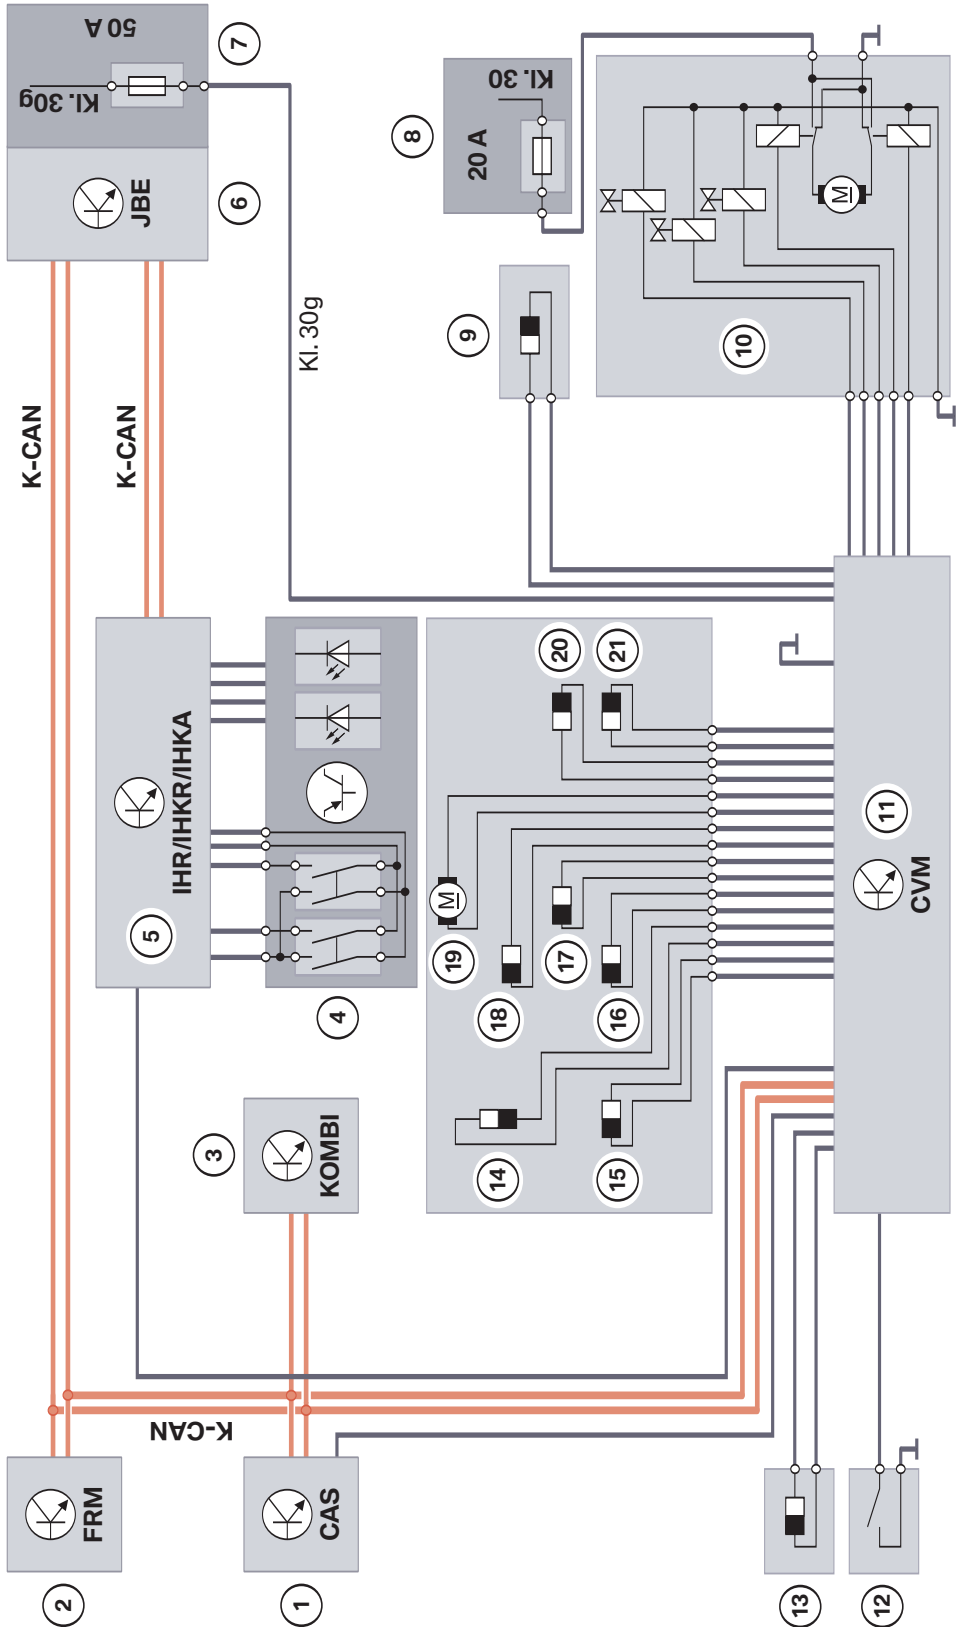 50 A
7
Kl. 30g
JBE
6
Kl. 30
20 A
8
M
10
9
Kl. 30g
K-CAN
K-CAN
IHR/IHKR/IHKA
5
4
20
21
M
19
18
17
16
14
15
11
CVM
KOMBI
3
K-CAN
FRM
2
CAS
1
13
12